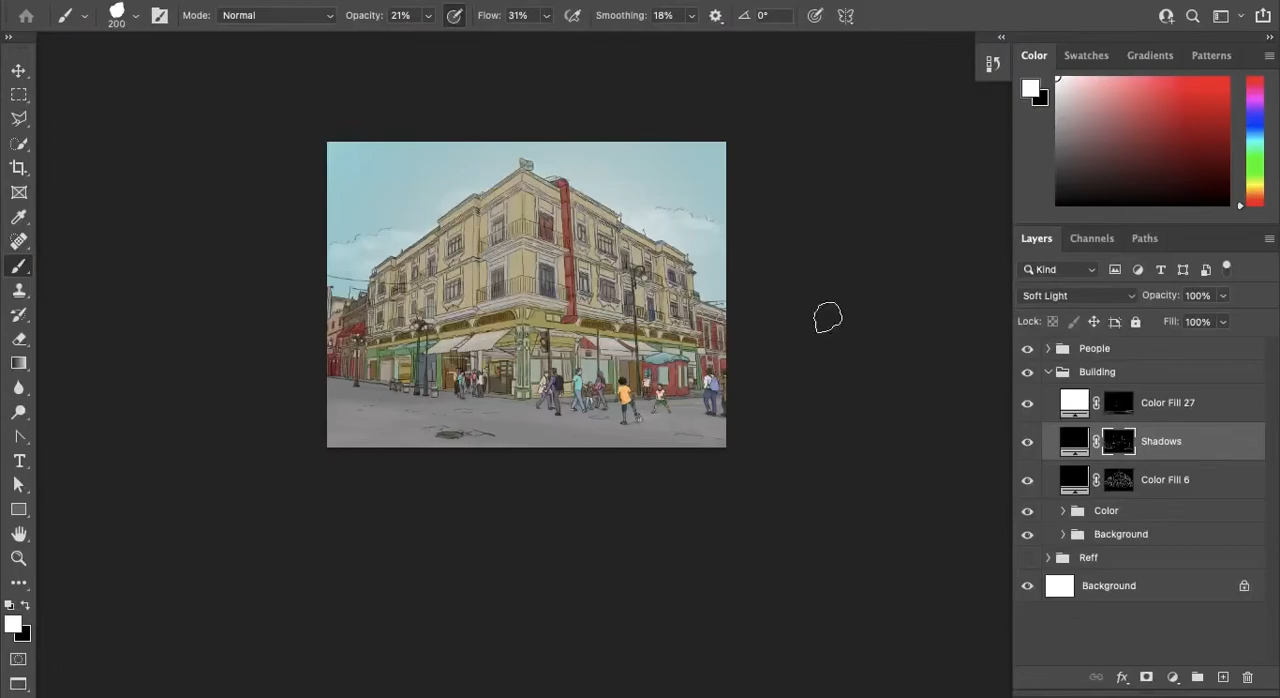 200
Mode: Normal
Opacity: 21%
Flow: 31%
Smoothing: 18%
0°
Color
Swatches
Gradients
Patterns
Layers
Channels
Paths
Kind
Soft Light
Opacity: 100%
Lock:
Fill: 100%
People
Building
Color Fill 27
Shadows
Color Fill 6
Color
Background
Reff
Background